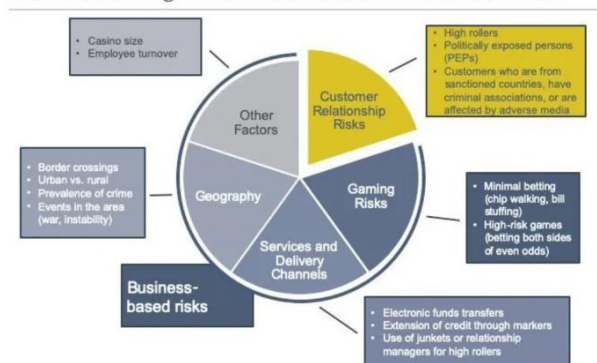 Casino size
Employee turnover
High rollers
Politically exposed persons
(PEPs)
Customers who are from
sanctioned countries, have
criminal associations, or are
affected by adverse media
Other
Factors
Customer
Relationship
Risks
Border crossings
Urban vs. rural
Prevalence of crime
Events in the area
(war, instability)
Geography
Gaming
Risks
Minimal betting
(chip walking, bill
stuffing)
High-risk games
(betting both sides
of even odds)
Services and
Delivery
Channels
Business-
based risks
Electronic funds transfers
Extension of credit through markers
Use of junkets or relationship
managers for high rollers